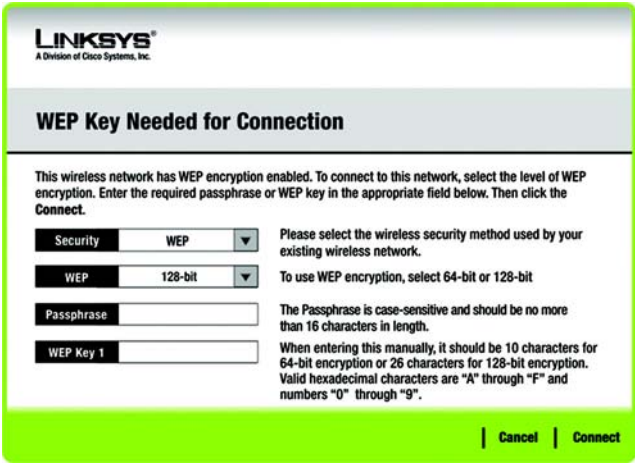 LINKSYS®
A Division of Cisco Systems, Inc.
WEP Key Needed for Connection
This wireless network has WEP encryption enabled. To connect to this network, select the level of WEP
encryption. Enter the required passphrase or WEP key in the appropriate field below. Then click the
Connect.
Security WEP
Please select the wireless security method used by your
existing wireless network.
WEP 128-bit
To use WEP encryption, select 64-bit or 128-bit
Passphrase
The Passphrase is case-sensitive and should be no more
than 16 characters in length.
WEP Key 1
When entering this manually, it should be 10 characters for
64-bit encryption or 26 characters for 128-bit encryption.
Valid hexadecimal characters are “A” through “F” and
numbers “0” through “9”.
Cancel Connect